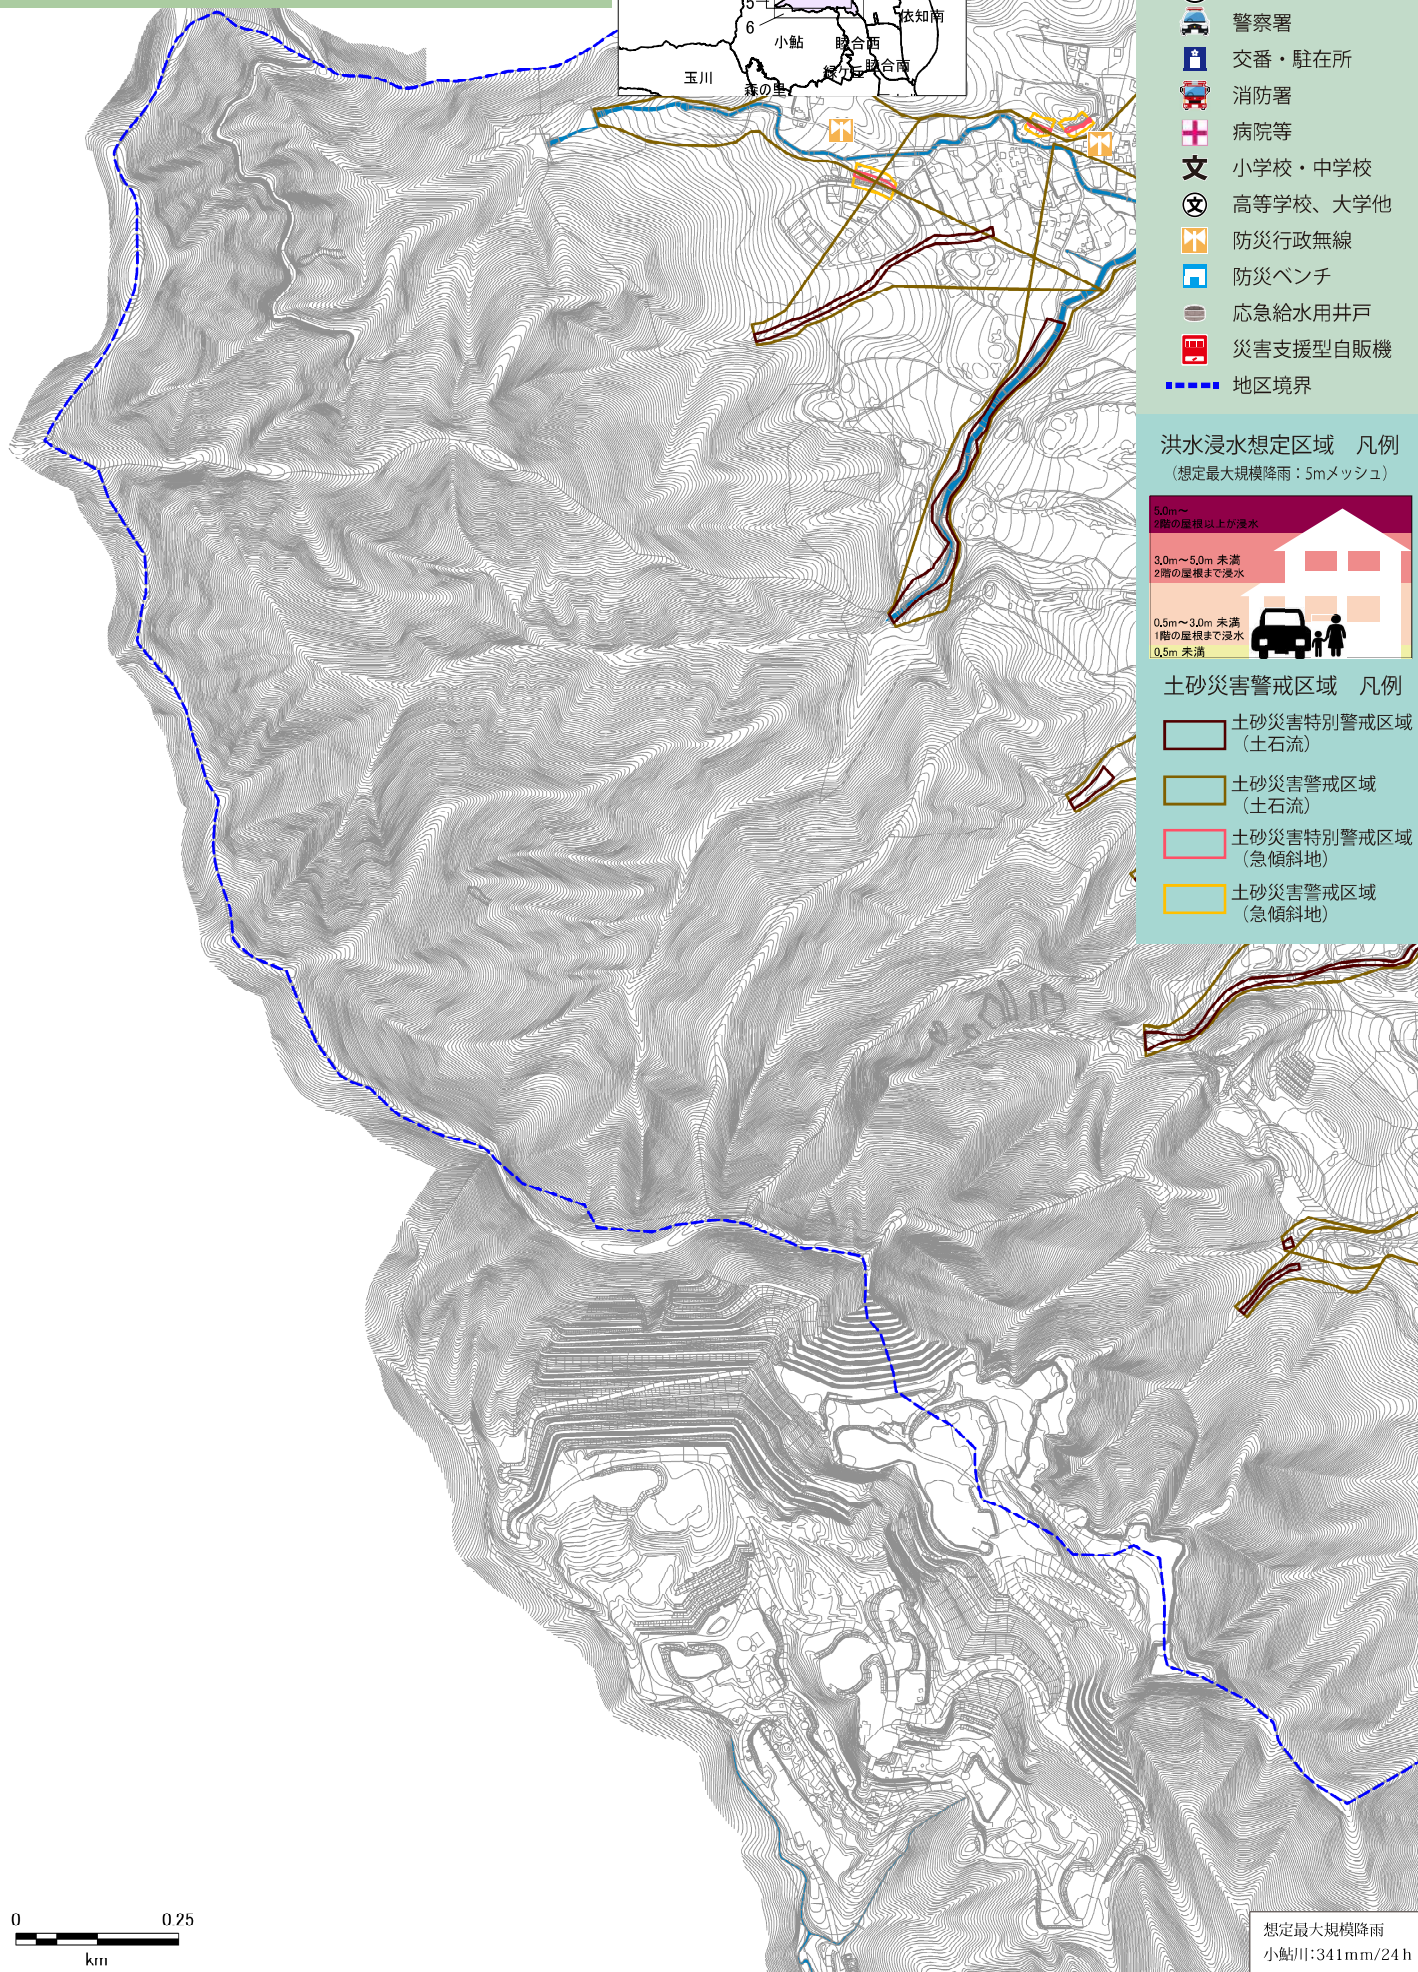 5
6
依知南
小鮎
睦合西
睦合南
緑ケ丘
玉川
森の里
警察署
交番・駐在所
消防署
病院等
文 小学校・中学校
文 高等学校、大学他
防災行政無線
防災ベンチ
応急給水用井戸
災害支援型自販機
地区境界
洪水浸水想定区域　凡例
（想定最大規模降雨：5mメッシュ）
5.0m～
2階の屋根以上が浸水
3.0m～5.0m 未満
2階の屋根まで浸水
0.5m～3.0m 未満
1階の屋根まで浸水
0.5m 未満
土砂災害警戒区域　凡例
土砂災害特別警戒区域
（土石流）
土砂災害警戒区域
（土石流）
土砂災害特別警戒区域
（急傾斜地）
土砂災害警戒区域
（急傾斜地）
0 0.25
km
想定最大規模降雨
小鮎川:341mm/24h